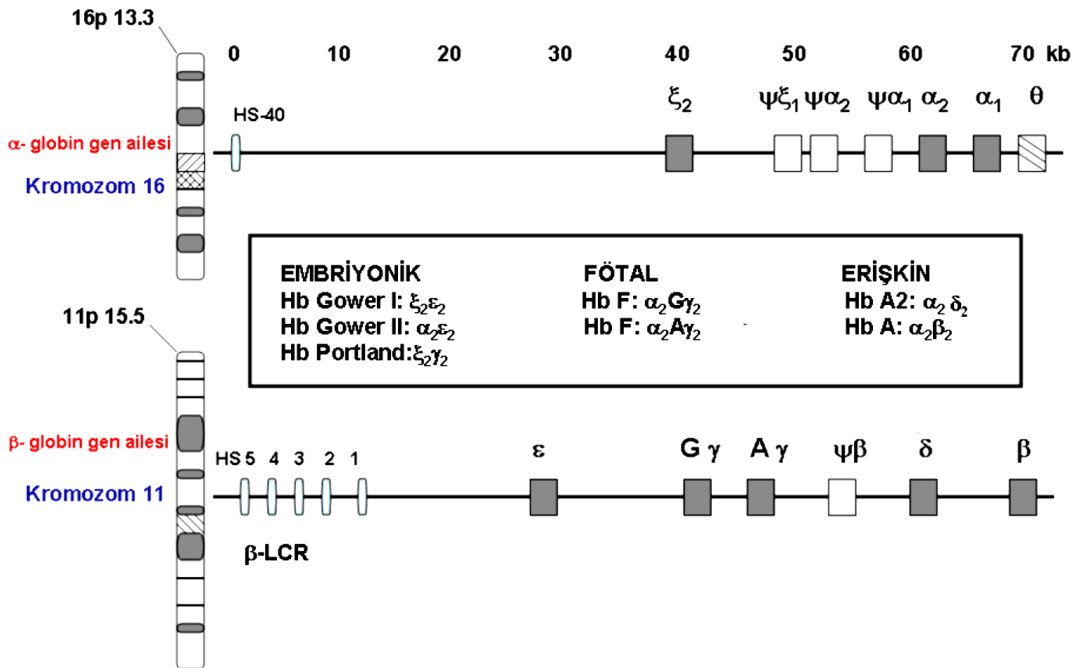 16p 13.3
0 10 20 30 40 50 60 70 kb
HS-40
ξ2 ψξ1 ψα2 ψα1 α2 α1 θ
α- globin gen ailesi
Kromozom 16
EMBRİYONİK FÖTAL ERİŞKİN
Hb Gower I: ξ2ε2 Hb F: α2Gγ2 Hb A2: α2 δ2
Hb Gower II: α2ε2 Hb F: α2Aγ2 Hb A: α2β2
Hb Portland:ξ2γ2
11p 15.5
β- globin gen ailesi
Kromozom 11
HS 5 4 3 2 1
ε G γ A γ ψβ δ β
β-LCR